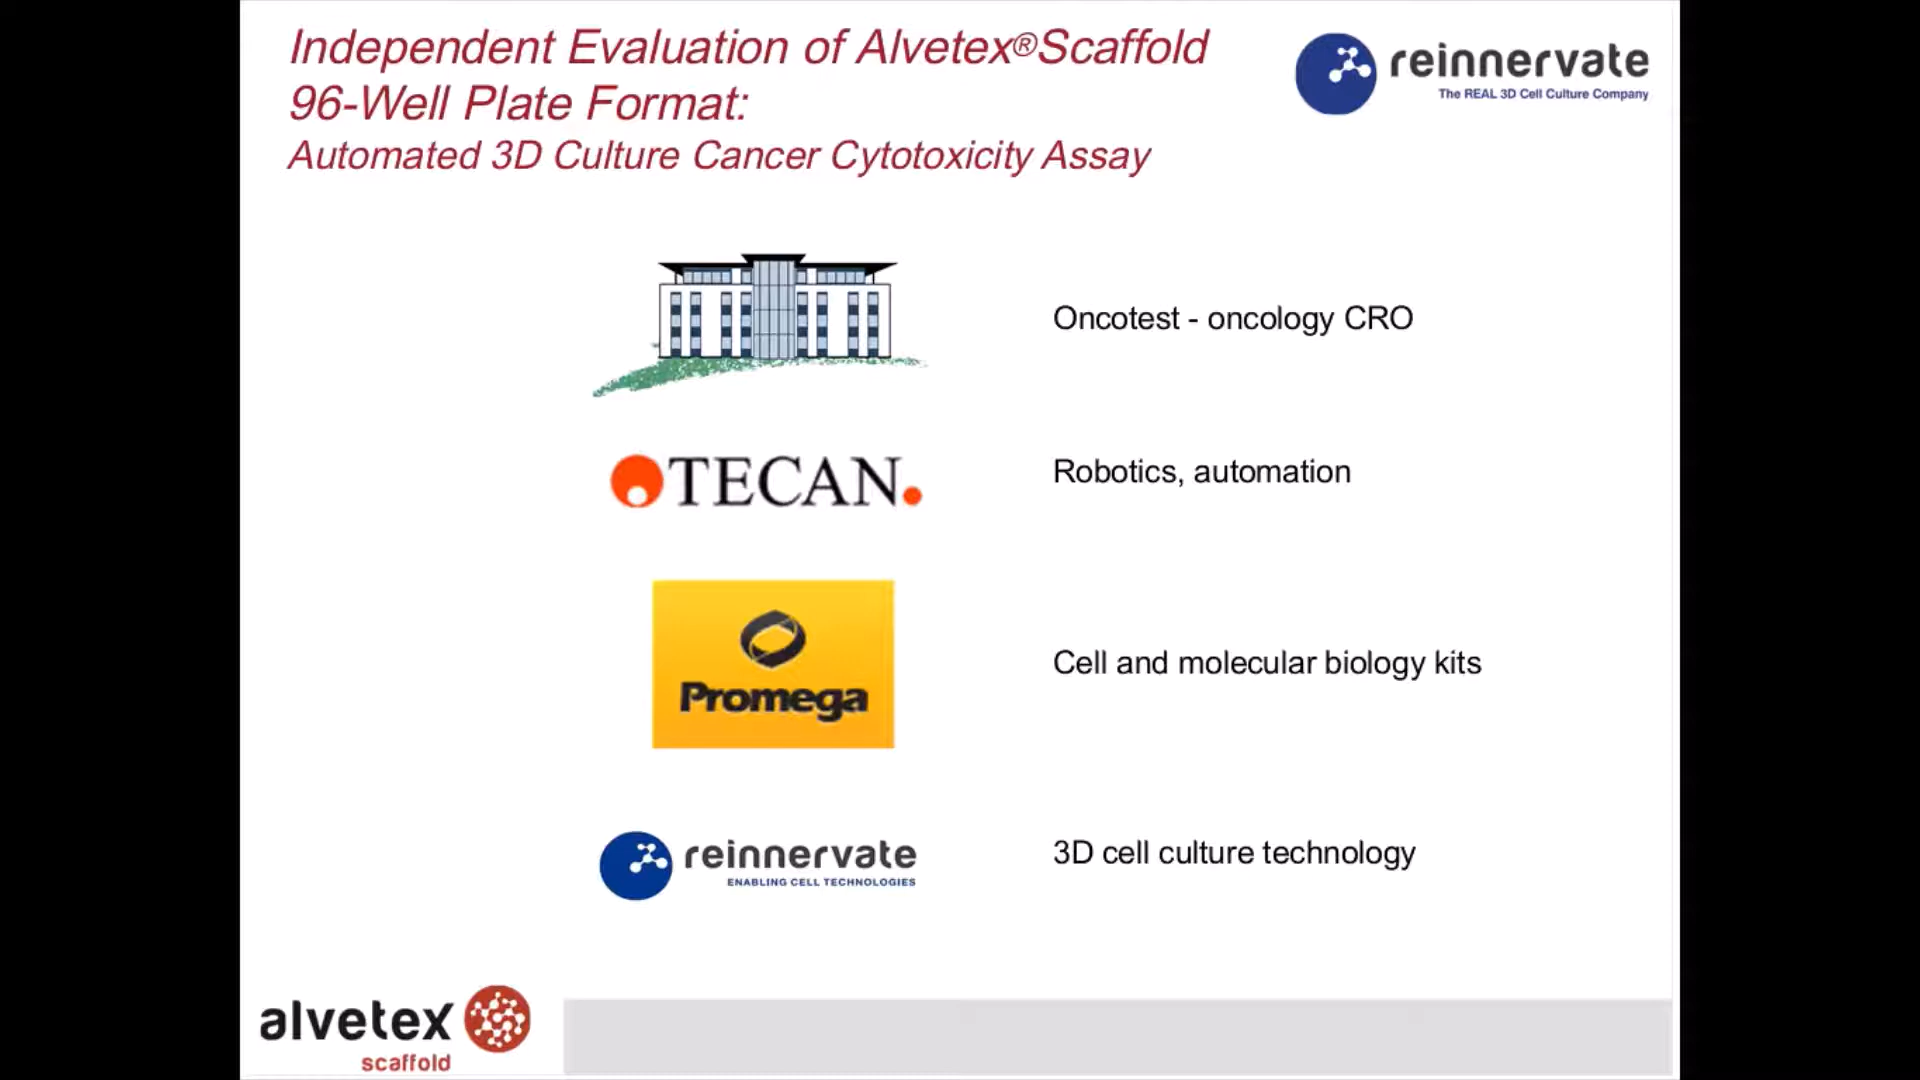 Independent Evaluation of Alvetex®Scaffold
96-Well Plate Format:
Automated 3D Culture Cancer Cytotoxicity Assay
reinnervate
The REAL 3D Cell Culture Company
Oncotest - oncology CRO
TECAN.
Robotics, automation
Promega
Cell and molecular biology kits
reinnervate
ENABLING CELL TECHNOLOGIES
3D cell culture technology
alvetex
scaffold